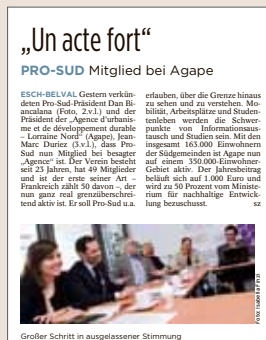 „Un acte fort“
PRO-SUD Mitglied bei Agape
ESCH-BELVAL Gestern verkün-
deten Pro-Sud-Präsident Dan Bi-
ancalana (Foto, 2.v.l.) und der
Präsident der „Agence d'urbanis-
me et de développement durable
– Lorraine Nord“ (Agape), Jean-
Marc Duriez (3.v.l.), dass Pro-
Sud nun Mitglied bei besagter
„Agence“ ist. Der Verein besteht
seit 23 Jahren, hat 49 Mitglieder
und ist der erste seiner Art –
Frankreich zählt 50 davon –, der
nun ganz real grenzüberschrei-
tend aktiv ist. Er soll Pro-Sud u.a.
erlauben, über die Grenze hinaus
zu sehen und zu verstehen. Mo-
bilität, Arbeitsplätze und Studen-
tenleben werden die Schwer-
punkte von Informationsaus-
tausch und Studien sein. Mit den
insgesamt 163.000 Einwohnern
der Südgemeinden ist Agape nun
auf einem 350.000-Einwohner-
Gebiet aktiv. Der Jahresbeitrag
beläuft sich auf 1.000 Euro und
wird zu 50 Prozent vom Ministe-
rium für nachhaltige Entwick-
lung bezuschusst. sz
Foto: Isabella Finzi
Großer Schritt in ausgelassener Stimmung